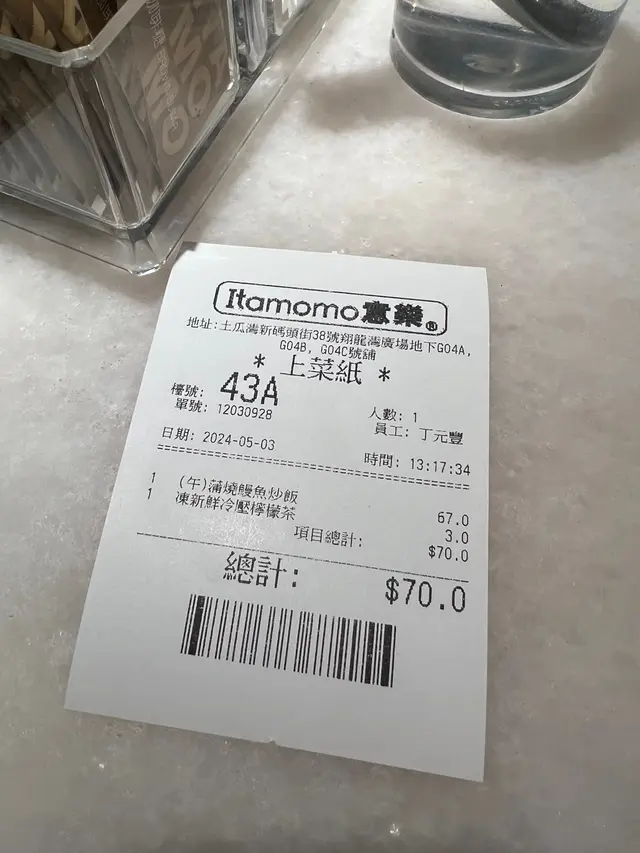 Itamomo意樂®
地址:土瓜灣新碼頭街38號翔龍灣廣場地下G04A,
G04B, G04C號舖
* 上菜紙 *
檯號: 43A 人數: 1
單號: 12030928 員工: 丁元豐
日期: 2024-05-03 時間: 13:17:34
1 (午)蒲燒鰻魚炒飯 67.0
1 凍新鮮冷壓檸檬茶 3.0
項目總計: $70.0
總計: $70.0